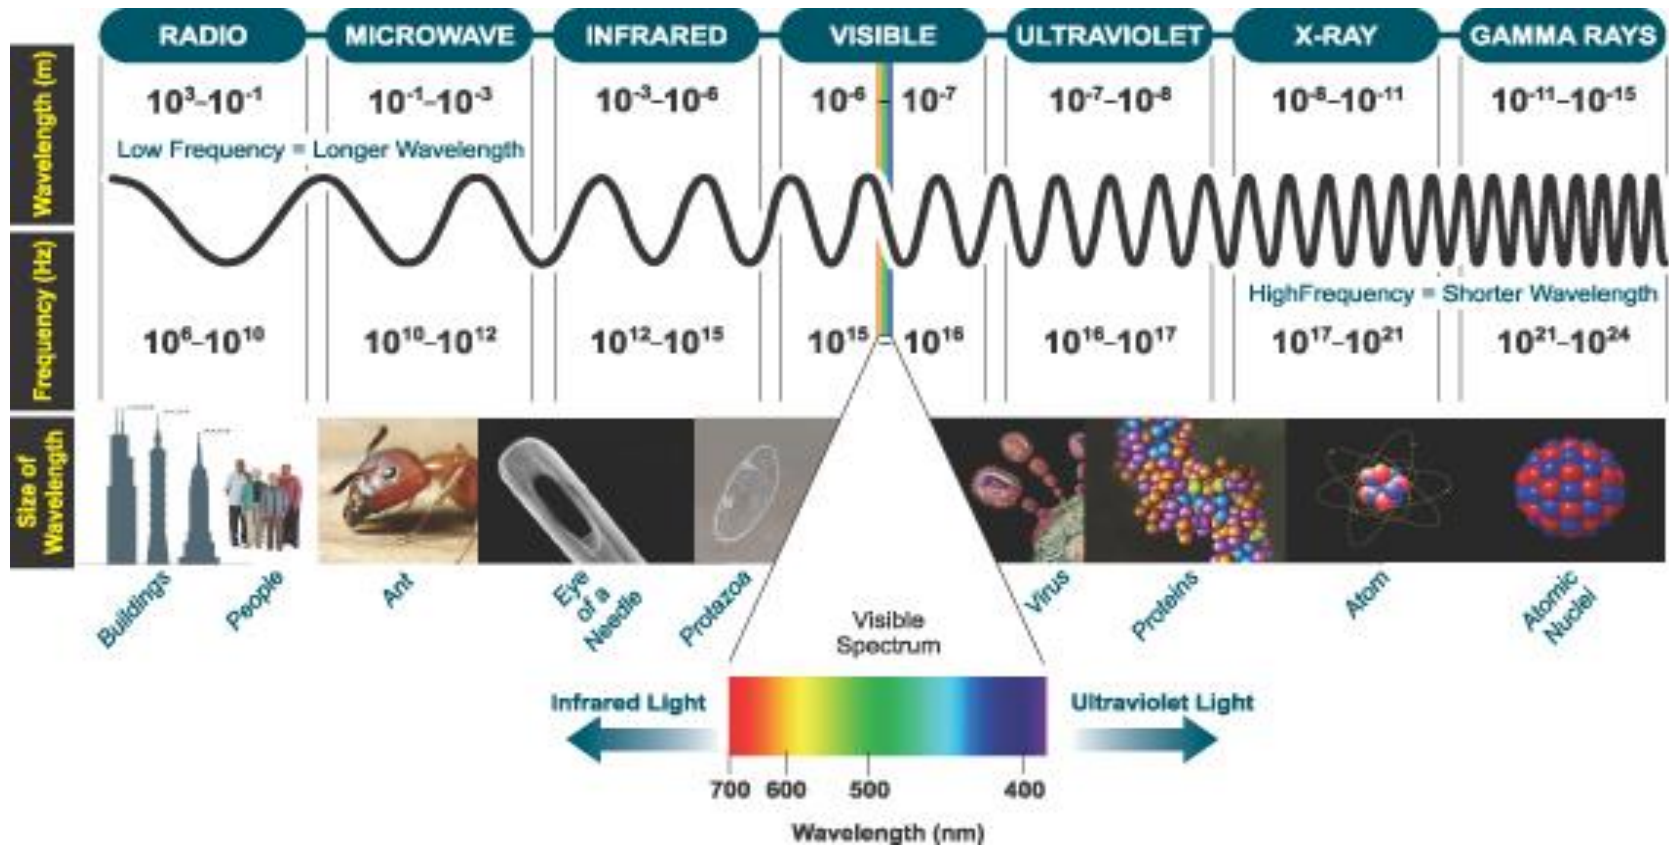 RADIO MICROWAVE INFRARED VISIBLE ULTRAVIOLET X-RAY GAMMA RAYS
Wavelength (m)
10³–10⁻¹ 10⁻¹–10⁻³ 10⁻³–10⁻⁶ 10⁻⁶ – 10⁻⁷ 10⁻⁷–10⁻⁸ 10⁻⁸–10⁻¹¹ 10⁻¹¹–10⁻¹⁵
Low Frequency = Longer Wavelength
HighFrequency = Shorter Wavelength
Frequency (Hz)
10⁶–10¹⁰ 10¹⁰–10¹² 10¹²–10¹⁵ 10¹⁵ – 10¹⁶ 10¹⁶–10¹⁷ 10¹⁷–10²¹ 10²¹–10²⁴
Size of
Wavelength
Buildings
People
Ant
Eye
of a
Needle
Protazoa
Virus
Proteins
Atom
Atomic
Nuclei
Visible
Spectrum
Infrared Light
Ultraviolet Light
700 600 500 400
Wavelength (nm)